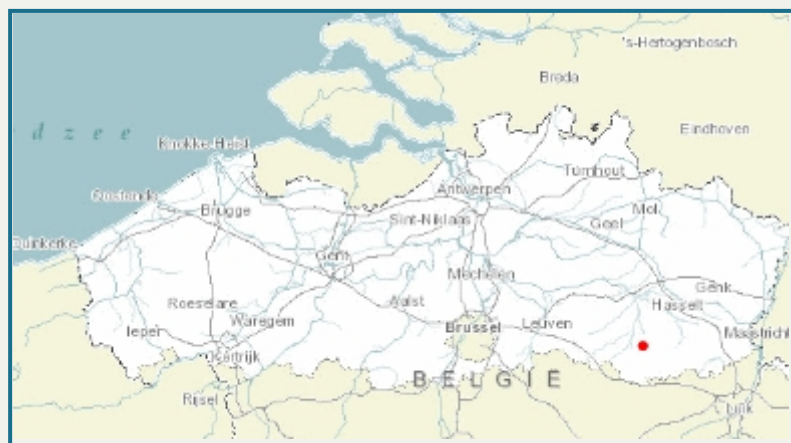 's-Hertogenbosch
Breda
Eindhoven
d z e e
Knokke-Heist
Turnhout
Antwerpen
Oostende
Brugge
Sint-Niklaas
Geel
Mol
Duinkerke
Gent
Mechelen
Genk
Roeselare
Aalst
Hasselt
Waregem
Brussel
Leuven
Ieper
Maastricht
Kortrijk
BELGIË
Rijsel
Luik